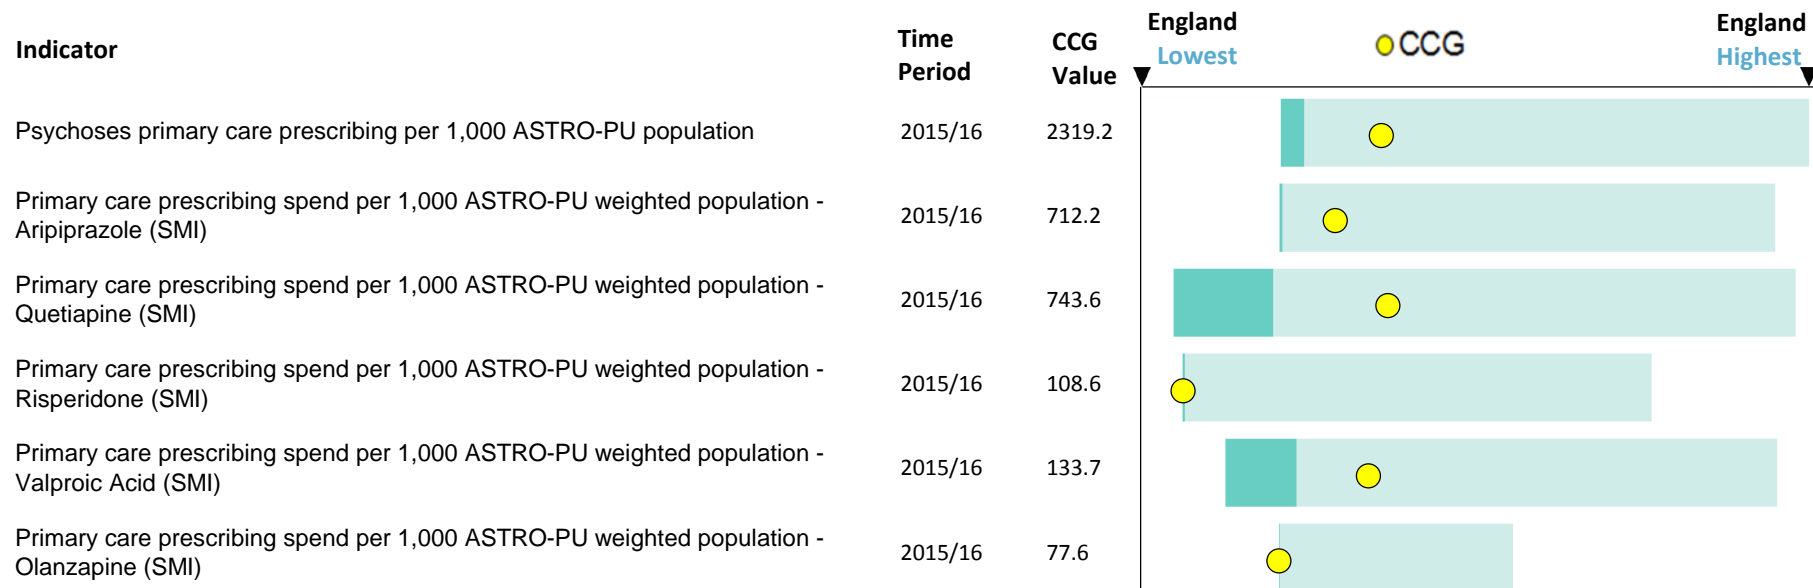 Indicator
Time Period
CCG Value
England Lowest
CCG
England Highest
Psychoses primary care prescribing per 1,000 ASTRO-PU population
2015/16
2319.2
Primary care prescribing spend per 1,000 ASTRO-PU weighted population -
Aripiprazole (SMI)
2015/16
712.2
Primary care prescribing spend per 1,000 ASTRO-PU weighted population -
Quetiapine (SMI)
2015/16
743.6
Primary care prescribing spend per 1,000 ASTRO-PU weighted population -
Risperidone (SMI)
2015/16
108.6
Primary care prescribing spend per 1,000 ASTRO-PU weighted population -
Valproic Acid (SMI)
2015/16
133.7
Primary care prescribing spend per 1,000 ASTRO-PU weighted population -
Olanzapine (SMI)
2015/16
77.6